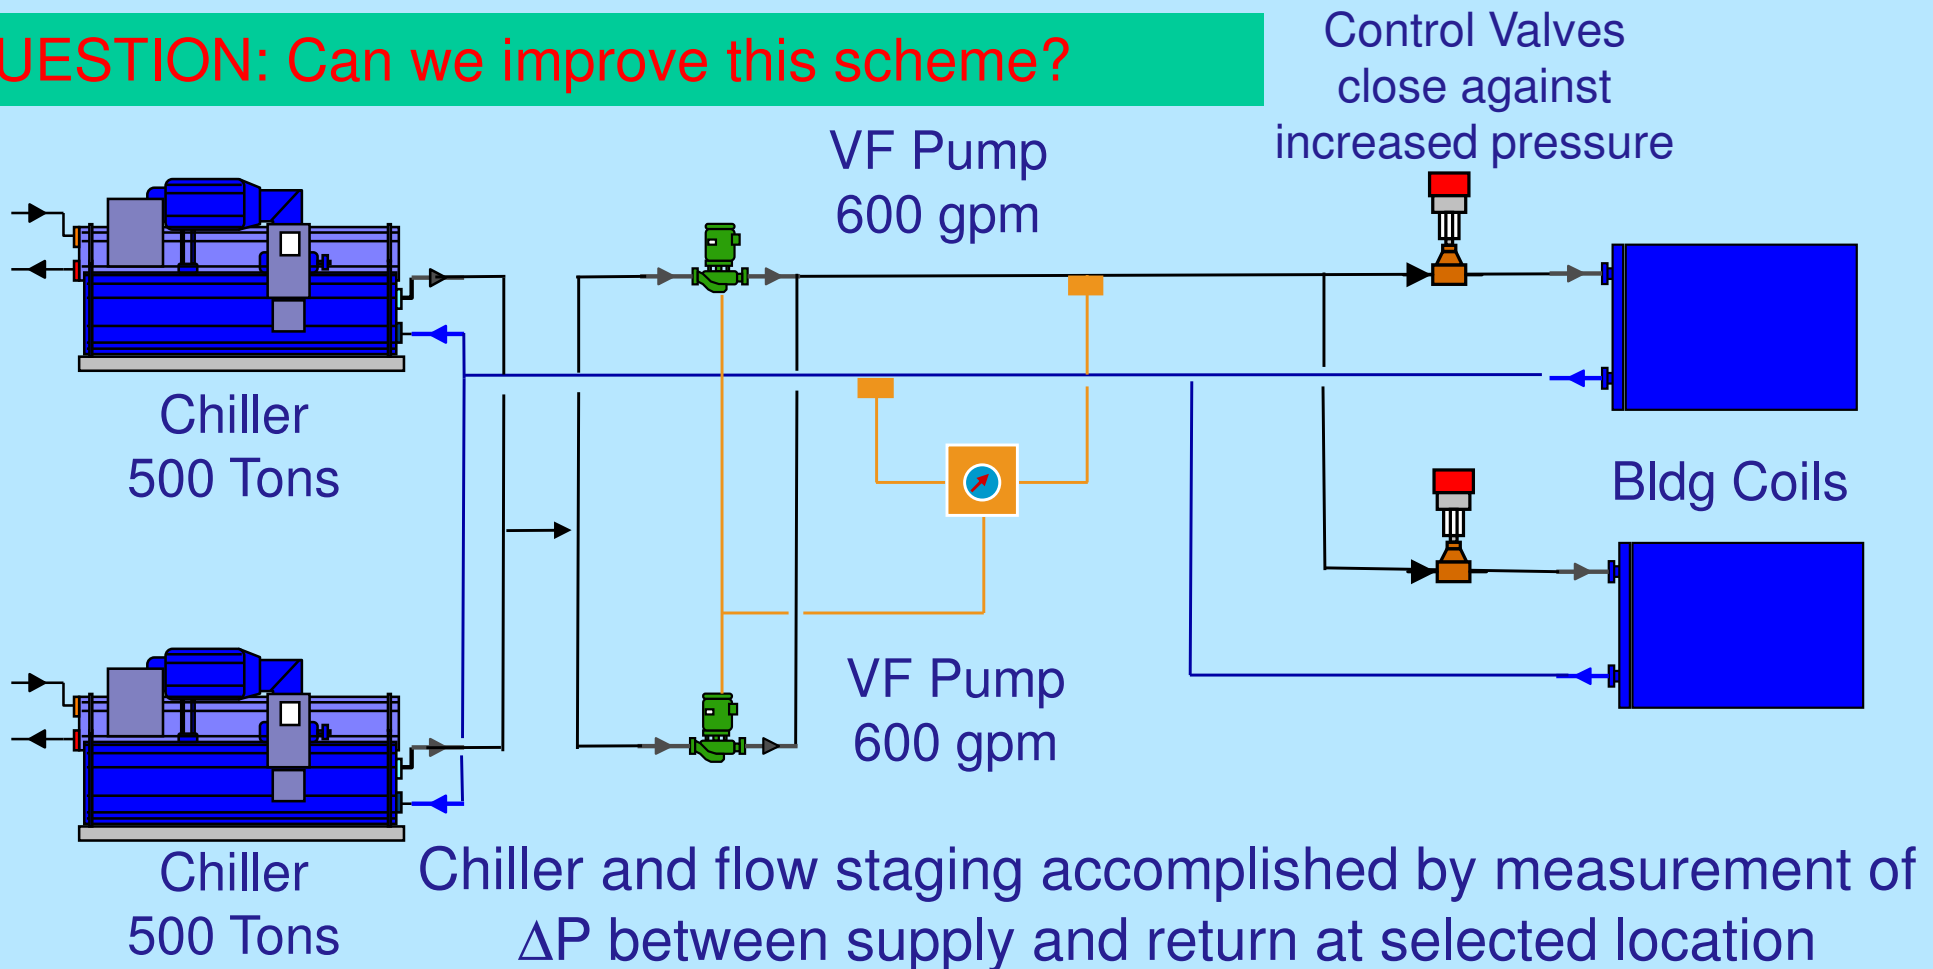 UESTION: Can we improve this scheme?
Control Valves
close against
increased pressure
VF Pump
600 gpm
Chiller
500 Tons
Bldg Coils
VF Pump
600 gpm
Chiller
500 Tons
Chiller and flow staging accomplished by measurement of
ΔP between supply and return at selected location